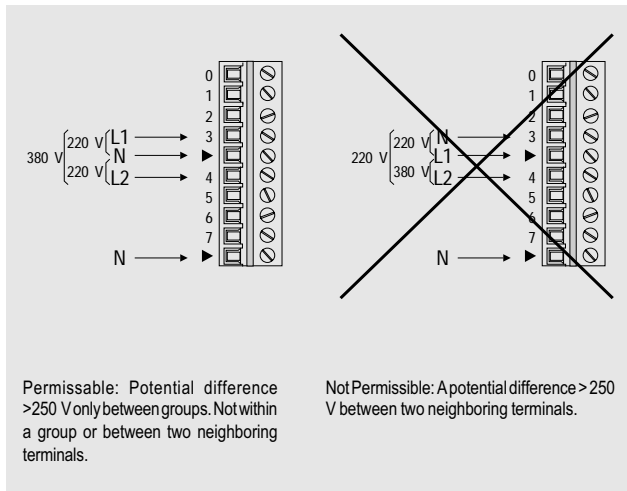 0
1
2
3
▶
4
5
6
7
▶
380 V
220 V
220 V
L1
N
L2
N
0
1
2
3
▶
4
5
6
7
▶
220 V
220 V
380 V
N
L1
L2
N
Permissable: Potential difference
>250 V only between groups. Not within
a group or between two neighboring
terminals.
Not Permissible: A potential difference > 250
V between two neighboring terminals.